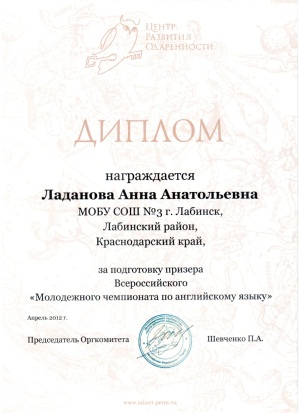 Центр
Развития
Одаренности
ДИПЛОМ
награждается
Ладанова Анна Анатольевна
МОБУ СОШ №3 г. Лабинск,
Лабинский район,
Краснодарский край,
за подготовку призера
Всероссийского
«Молодежного чемпионата по английскому языку»
Апрель 2012 г.
Председатель Оргкомитета
Шевченко П.А.
www.talant.perm.ru